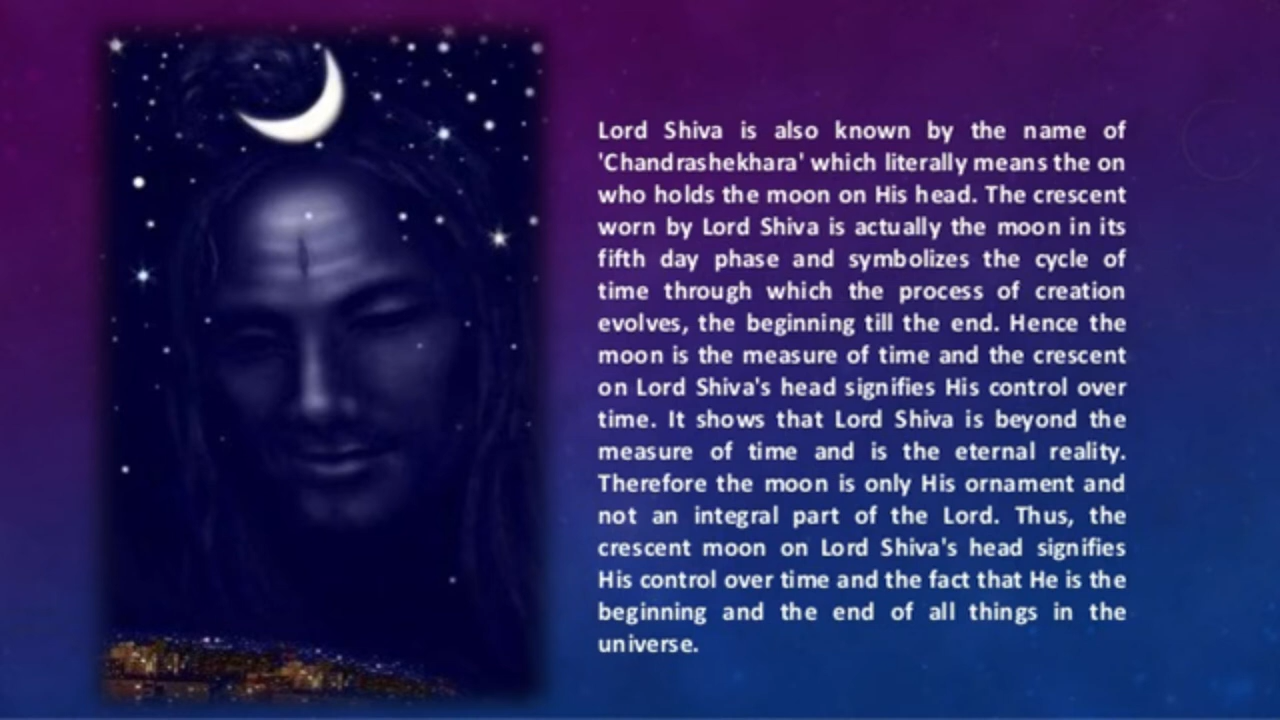 Lord Shiva is also known by the name of
'Chandrashekhara' which literally means the on
who holds the moon on His head. The crescent
worn by Lord Shiva is actually the moon in its
fifth day phase and symbolizes the cycle of
time through which the process of creation
evolves, the beginning till the end. Hence the
moon is the measure of time and the crescent
on Lord Shiva's head signifies His control over
time. It shows that Lord Shiva is beyond the
measure of time and is the eternal reality.
Therefore the moon is only His ornament and
not an integral part of the Lord. Thus, the
crescent moon on Lord Shiva's head signifies
His control over time and the fact that He is the
beginning and the end of all things in the
universe.